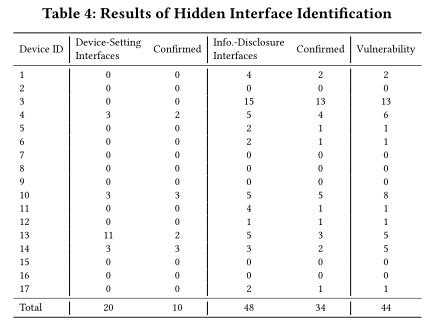 Table 4: Results of Hidden Interface Identification
Device ID Device-Setting Interfaces Confirmed Info.-Disclosure Interfaces Confirmed Vulnerability
1 0 0 4 2 2
2 0 0 0 0 0
3 0 0 15 13 13
4 3 2 5 4 6
5 0 0 2 1 1
6 0 0 2 1 1
7 0 0 0 0 0
8 0 0 0 0 0
9 0 0 0 0 0
10 3 3 5 5 8
11 0 0 4 1 1
12 0 0 1 1 1
13 11 2 5 3 5
14 3 3 3 2 5
15 0 0 0 0 0
16 0 0 0 0 0
17 0 0 2 1 1
Total 20 10 48 34 44